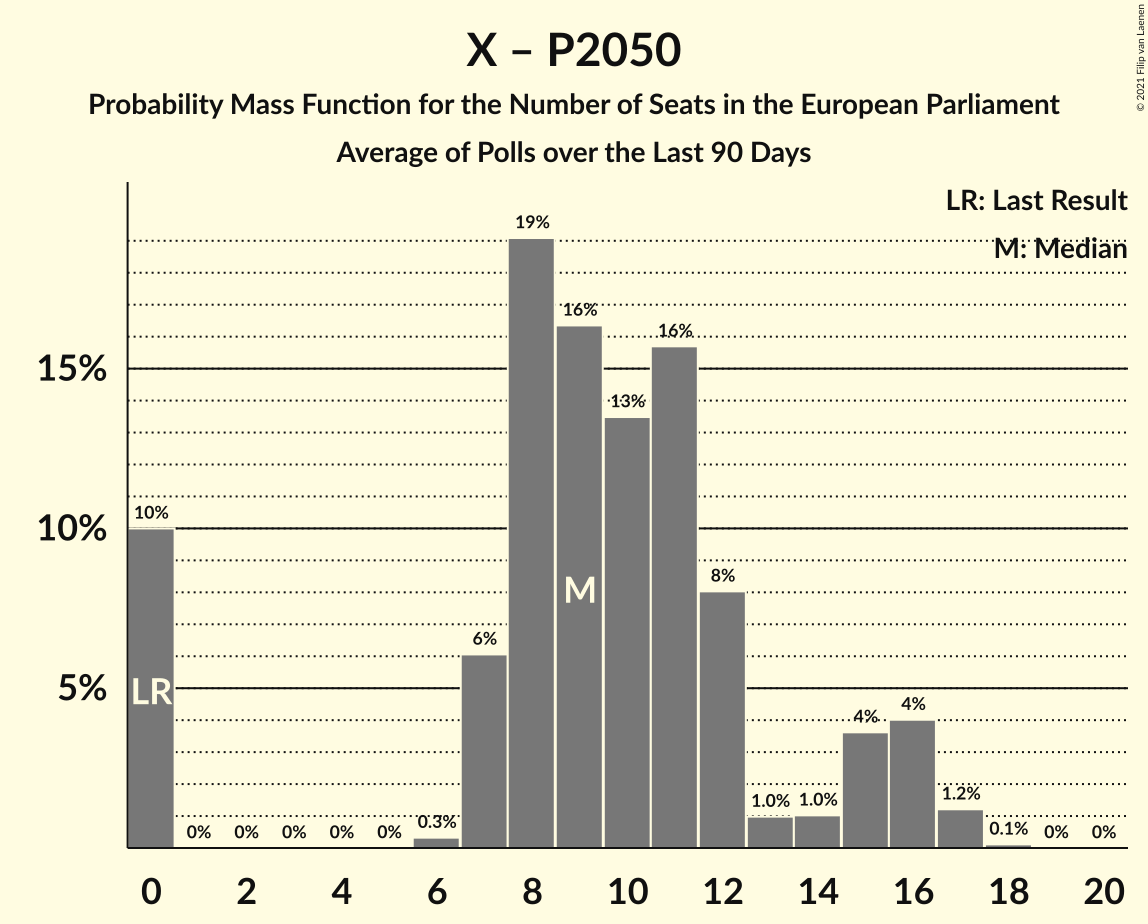 X – P2050
Probability Mass Function for the Number of Seats in the European Parliament
Average of Polls over the Last 90 Days
© 2021 Filip van Laenen
LR: Last Result
M: Median
15%
10%
5%
10%
0%
0%
0%
0%
0%
0.3%
6%
19%
16%
13%
16%
8%
1.0%
1.0%
4%
4%
1.2%
0.1%
0%
0%
LR
M
0 2 4 6 8 10 12 14 16 18 20